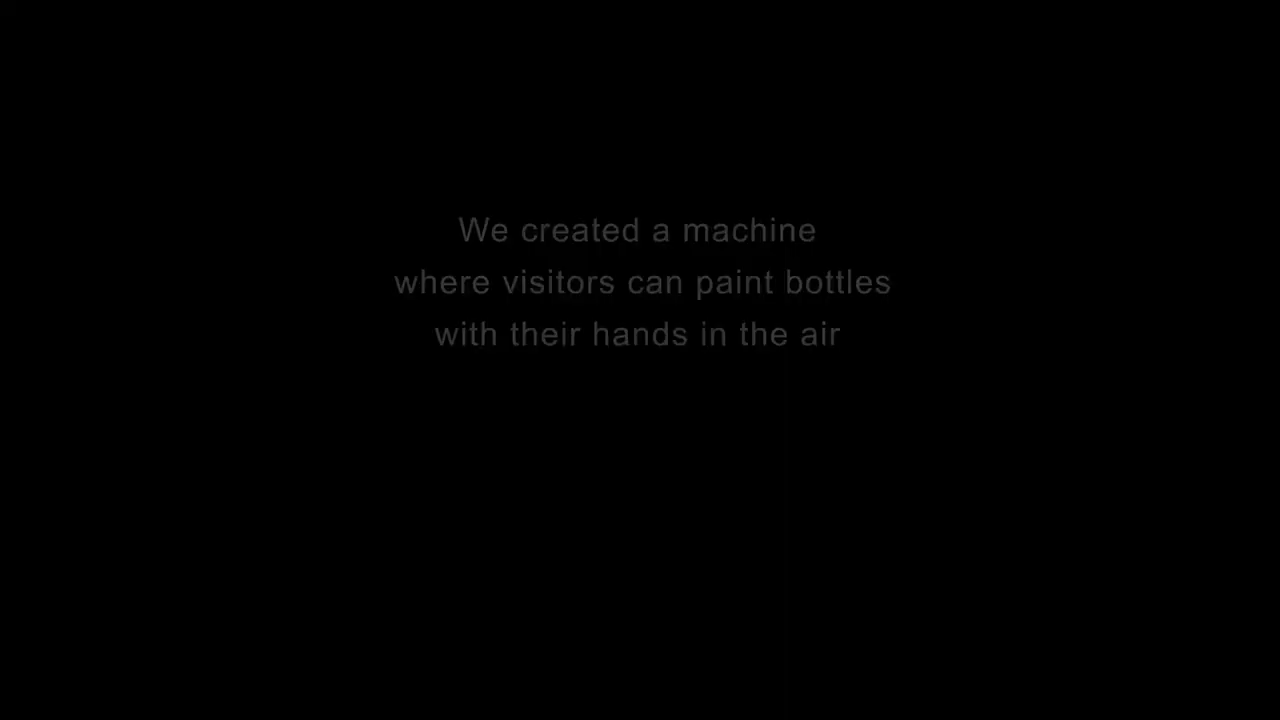 We created a machine
where visitors can paint bottles
with their hands in the air